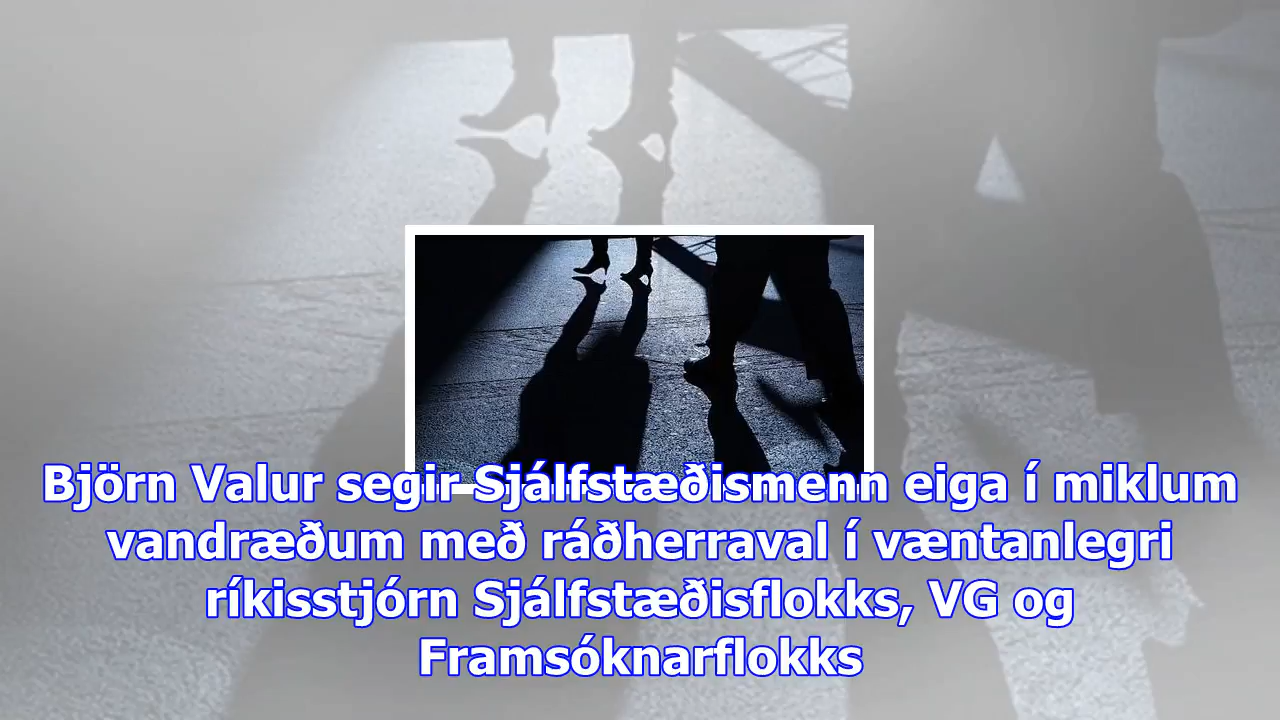 Björn Valur segir Sjálfstæðismenn eiga í miklum
vandræðum með ráðherraval í væntanlegri
ríkisstjórn Sjálfstæðisflokks, VG og
Framsóknarflokks